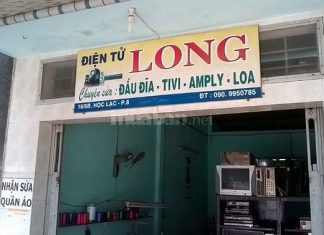 ĐIỆN TỬ LONG
Chuyên sửa : ĐẦU ĐĨA - TIVI - AMPLY - LOA
16/6B. HỌC LẠC - P.8 ĐT : 090. 9950785
NHẬN SỬA
QUẦN ÁO